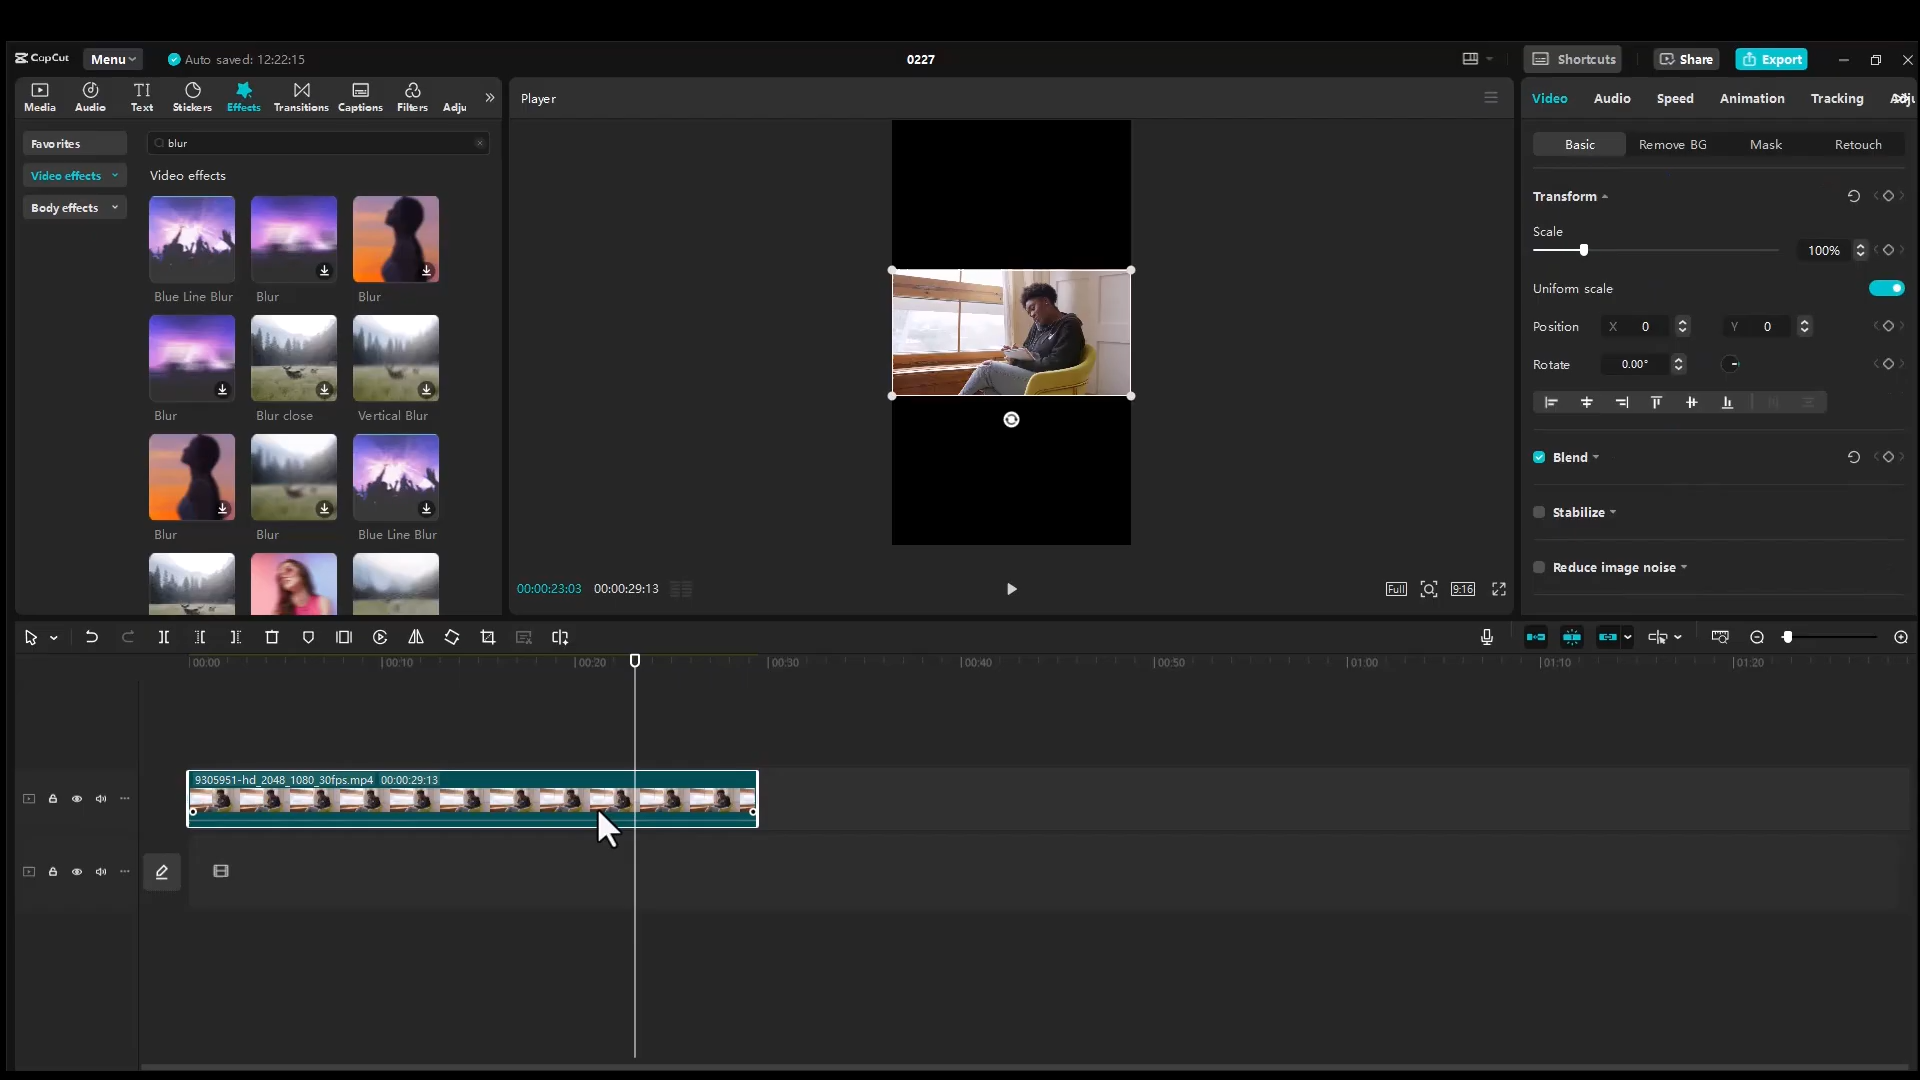 CapCut Menu Auto saved: 12:22:15 0227 Shortcuts Share Export
Media Audio Text Stickers Effects Transitions Captions Filters Adju
Player
Video Audio Speed Animation Tracking
Favorites
blur
Video effects
Body effects
Video effects
Blue Line Blur Blur Blur
Blur Blur close Vertical Blur
Blur Blur Blue Line Blur
00:00:23:03 00:00:29:13
Full 9:16
Basic Remove BG Mask Retouch
Transform
Scale
100%
Uniform scale
Position X 0 Y 0
Rotate 0.00°
Blend
Stabilize
Reduce image noise
00:00 00:10 00:20 00:30 00:40 00:50 01:00 01:10 01:20
9305951-hd_2048_1080_30fps.mp4 00:00:29:13